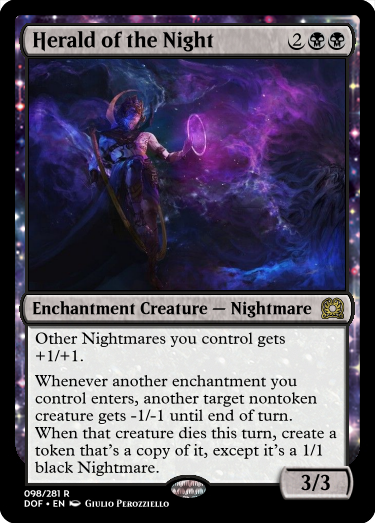 Herald of the Night 2
Enchantment Creature — Nightmare
Other Nightmares you control gets
+1/+1.
Whenever another enchantment you
control enters, another target nontoken
creature gets -1/-1 until end of turn.
When that creature dies this turn, create a
token that's a copy of it, except it's a 1/1
black Nightmare.
3/3
098/281 R
DOF • EN Giulio Perozziello